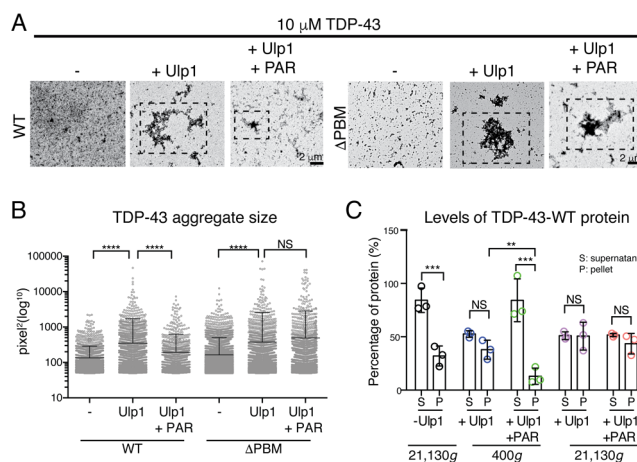 A
10 µM TDP-43
-
+ Ulp1
+ Ulp1
+ PAR
-
+ Ulp1
+ Ulp1
+ PAR
WT
2 µm
ΔPBM
2 µm
B
TDP-43 aggregate size
pixel²(log¹⁰)
100000
10000
1000
100
10
****
****
****
NS
-
Ulp1
Ulp1
+ PAR
-
Ulp1
Ulp1
+ PAR
WT
ΔPBM
C
Levels of TDP-43-WT protein
Percentage of protein (%)
150
100
50
0
S: supernatant
P: pellet
***
NS
**
***
NS
NS
S P S P S P S P S P
-Ulp1
+ Ulp1
+ Ulp1
+PAR
+ Ulp1
+ Ulp1
+ PAR
21,130g
400g
21,130g